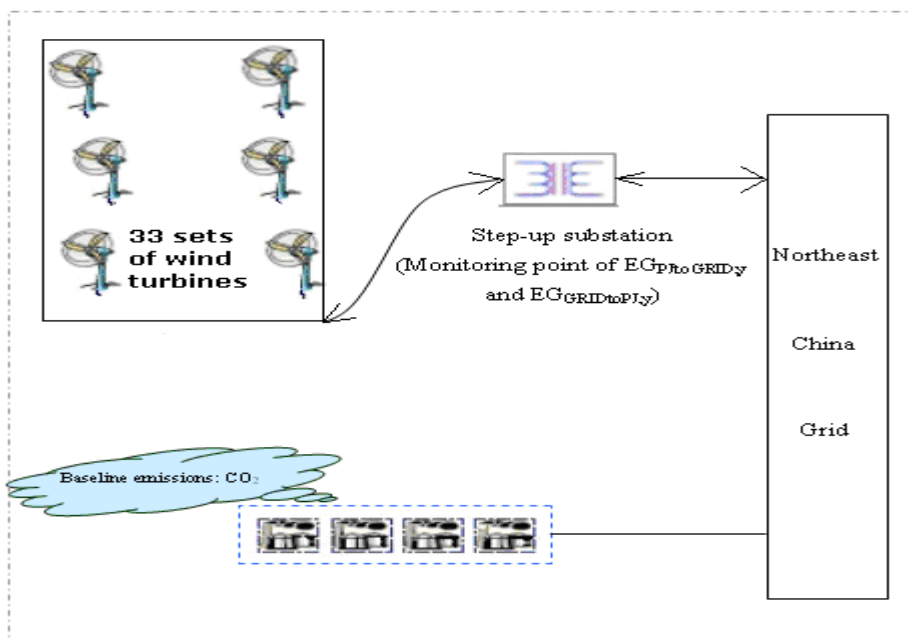 33 sets
of wind
turbines
Step-up substation
(Monitoring point of EGPJtoGRIDy
and EGGRIDtoPJ,y)
Northeast
China
Grid
Baseline emissions: CO2